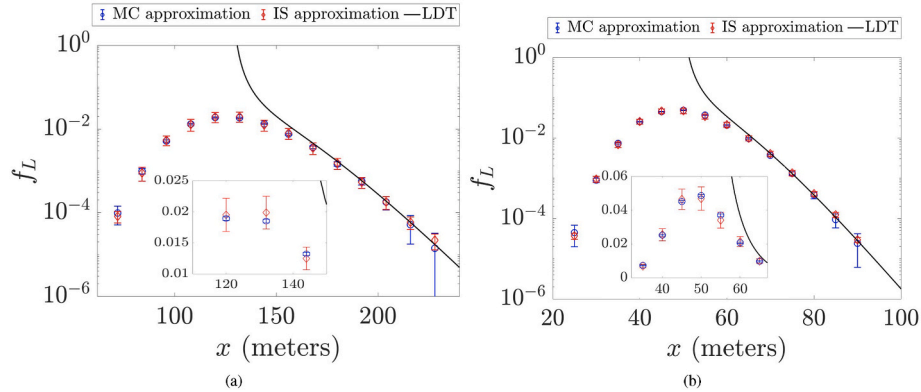 MC approximation IS approximation LDT
10^0
10^-2
10^-4
10^-6
f_L
0.025
0.02
0.015
0.01
120 140
100 150 200
x (meters)
(a)
MC approximation IS approximation LDT
10^0
10^-2
10^-4
10^-6
f_L
0.06
0.04
0.02
0
40 50 60
20 40 60 80 100
x (meters)
(b)